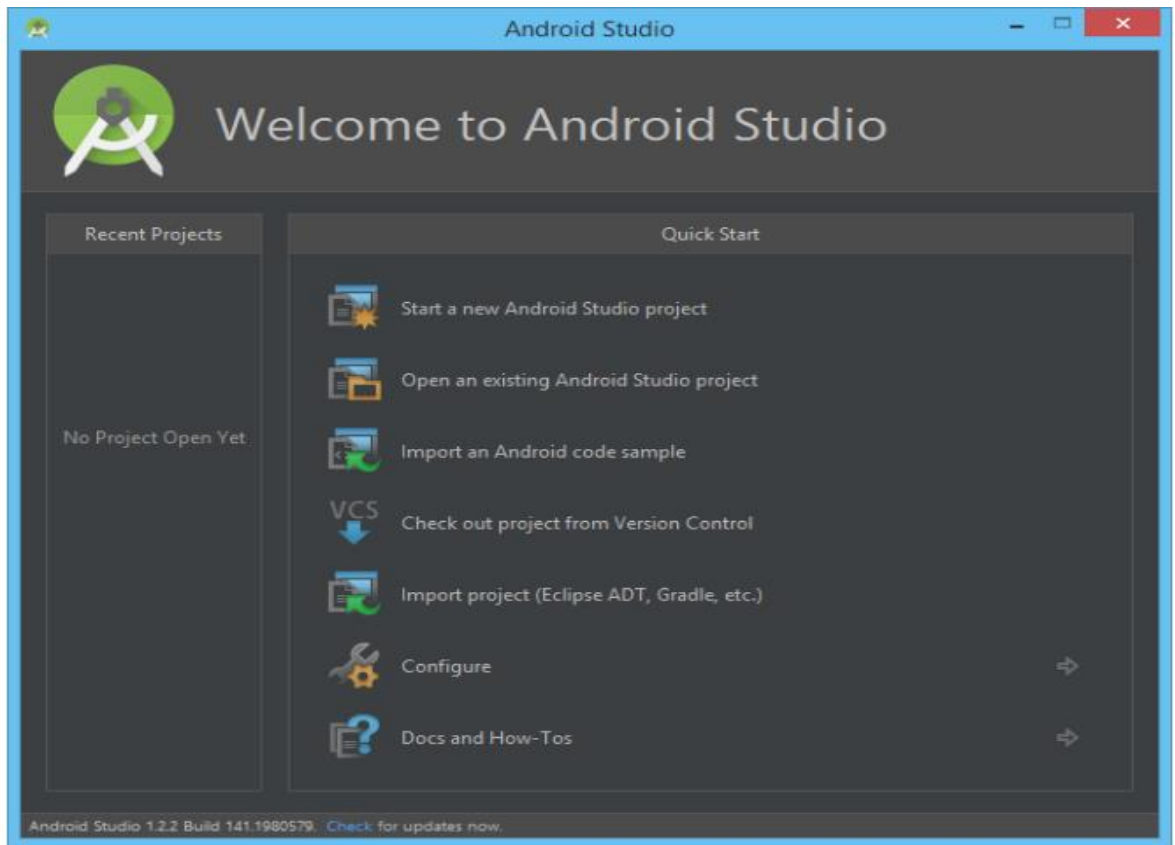 Android Studio
Welcome to Android Studio
Recent Projects
No Project Open Yet
Quick Start
Start a new Android Studio project
Open an existing Android Studio project
Import an Android code sample
VCS
Check out project from Version Control
Import project (Eclipse ADT, Gradle, etc.)
Configure
Docs and How-Tos
Android Studio 1.2.2 Build 141.1980579. Check for updates now.